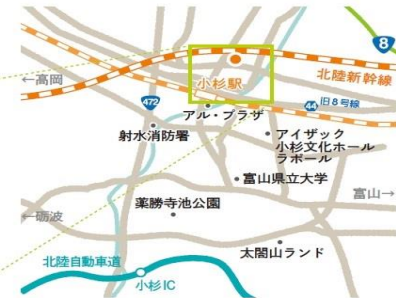 8
←高岡
小杉駅
北陸新幹線
472
44
旧8号線
アル・プラザ
射水消防署
アイザック
小杉文化ホール
ラポール
富山県立大学
富山→
薬勝寺池公園
←砺波
太閤山ランド
北陸自動車道
小杉IC